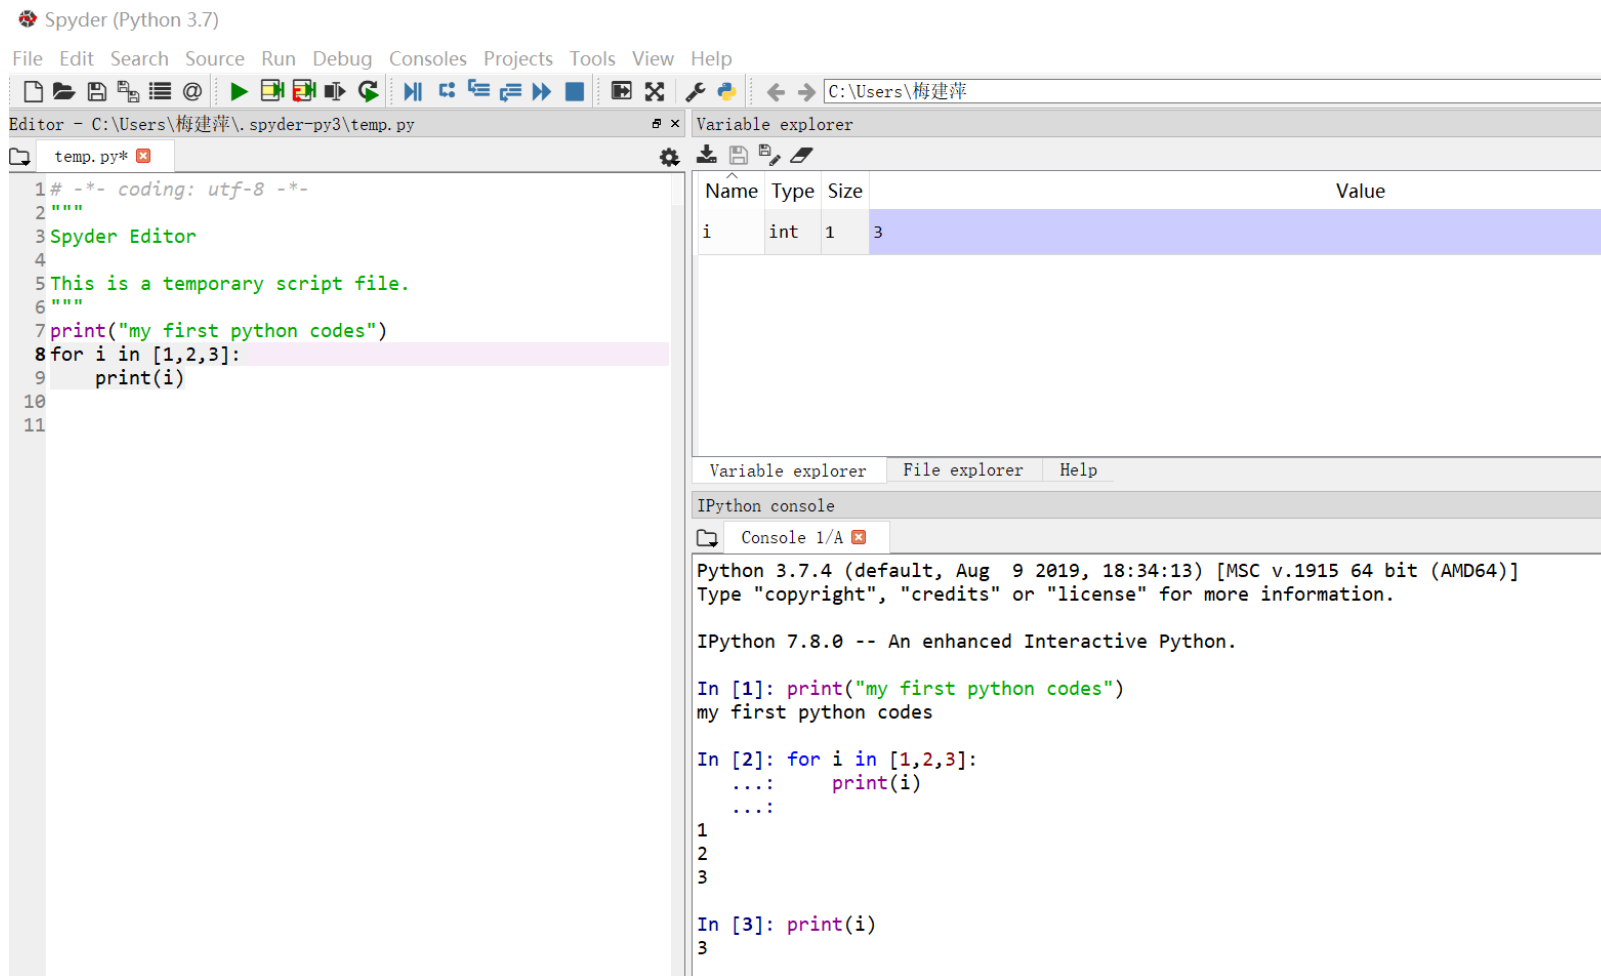 Spyder (Python 3.7)
File Edit Search Source Run Debug Consoles Projects Tools View Help
C:\Users\梅建萍
Editor - C:\Users\梅建萍\.spyder-py3\temp.py
temp.py*
1 # -*- coding: utf-8 -*-
2 """
3 Spyder Editor
4
5 This is a temporary script file.
6 """
7 print("my first python codes")
8 for i in [1,2,3]:
9     print(i)
10
11
Variable explorer
Name Type Size Value
i int 1 3
Variable explorer File explorer Help
IPython console
Console 1/A
Python 3.7.4 (default, Aug  9 2019, 18:34:13) [MSC v.1915 64 bit (AMD64)]
Type "copyright", "credits" or "license" for more information.
IPython 7.8.0 -- An enhanced Interactive Python.
In [1]: print("my first python codes")
my first python codes
In [2]: for i in [1,2,3]:
   ...:     print(i)
   ...:
1
2
3
In [3]: print(i)
3